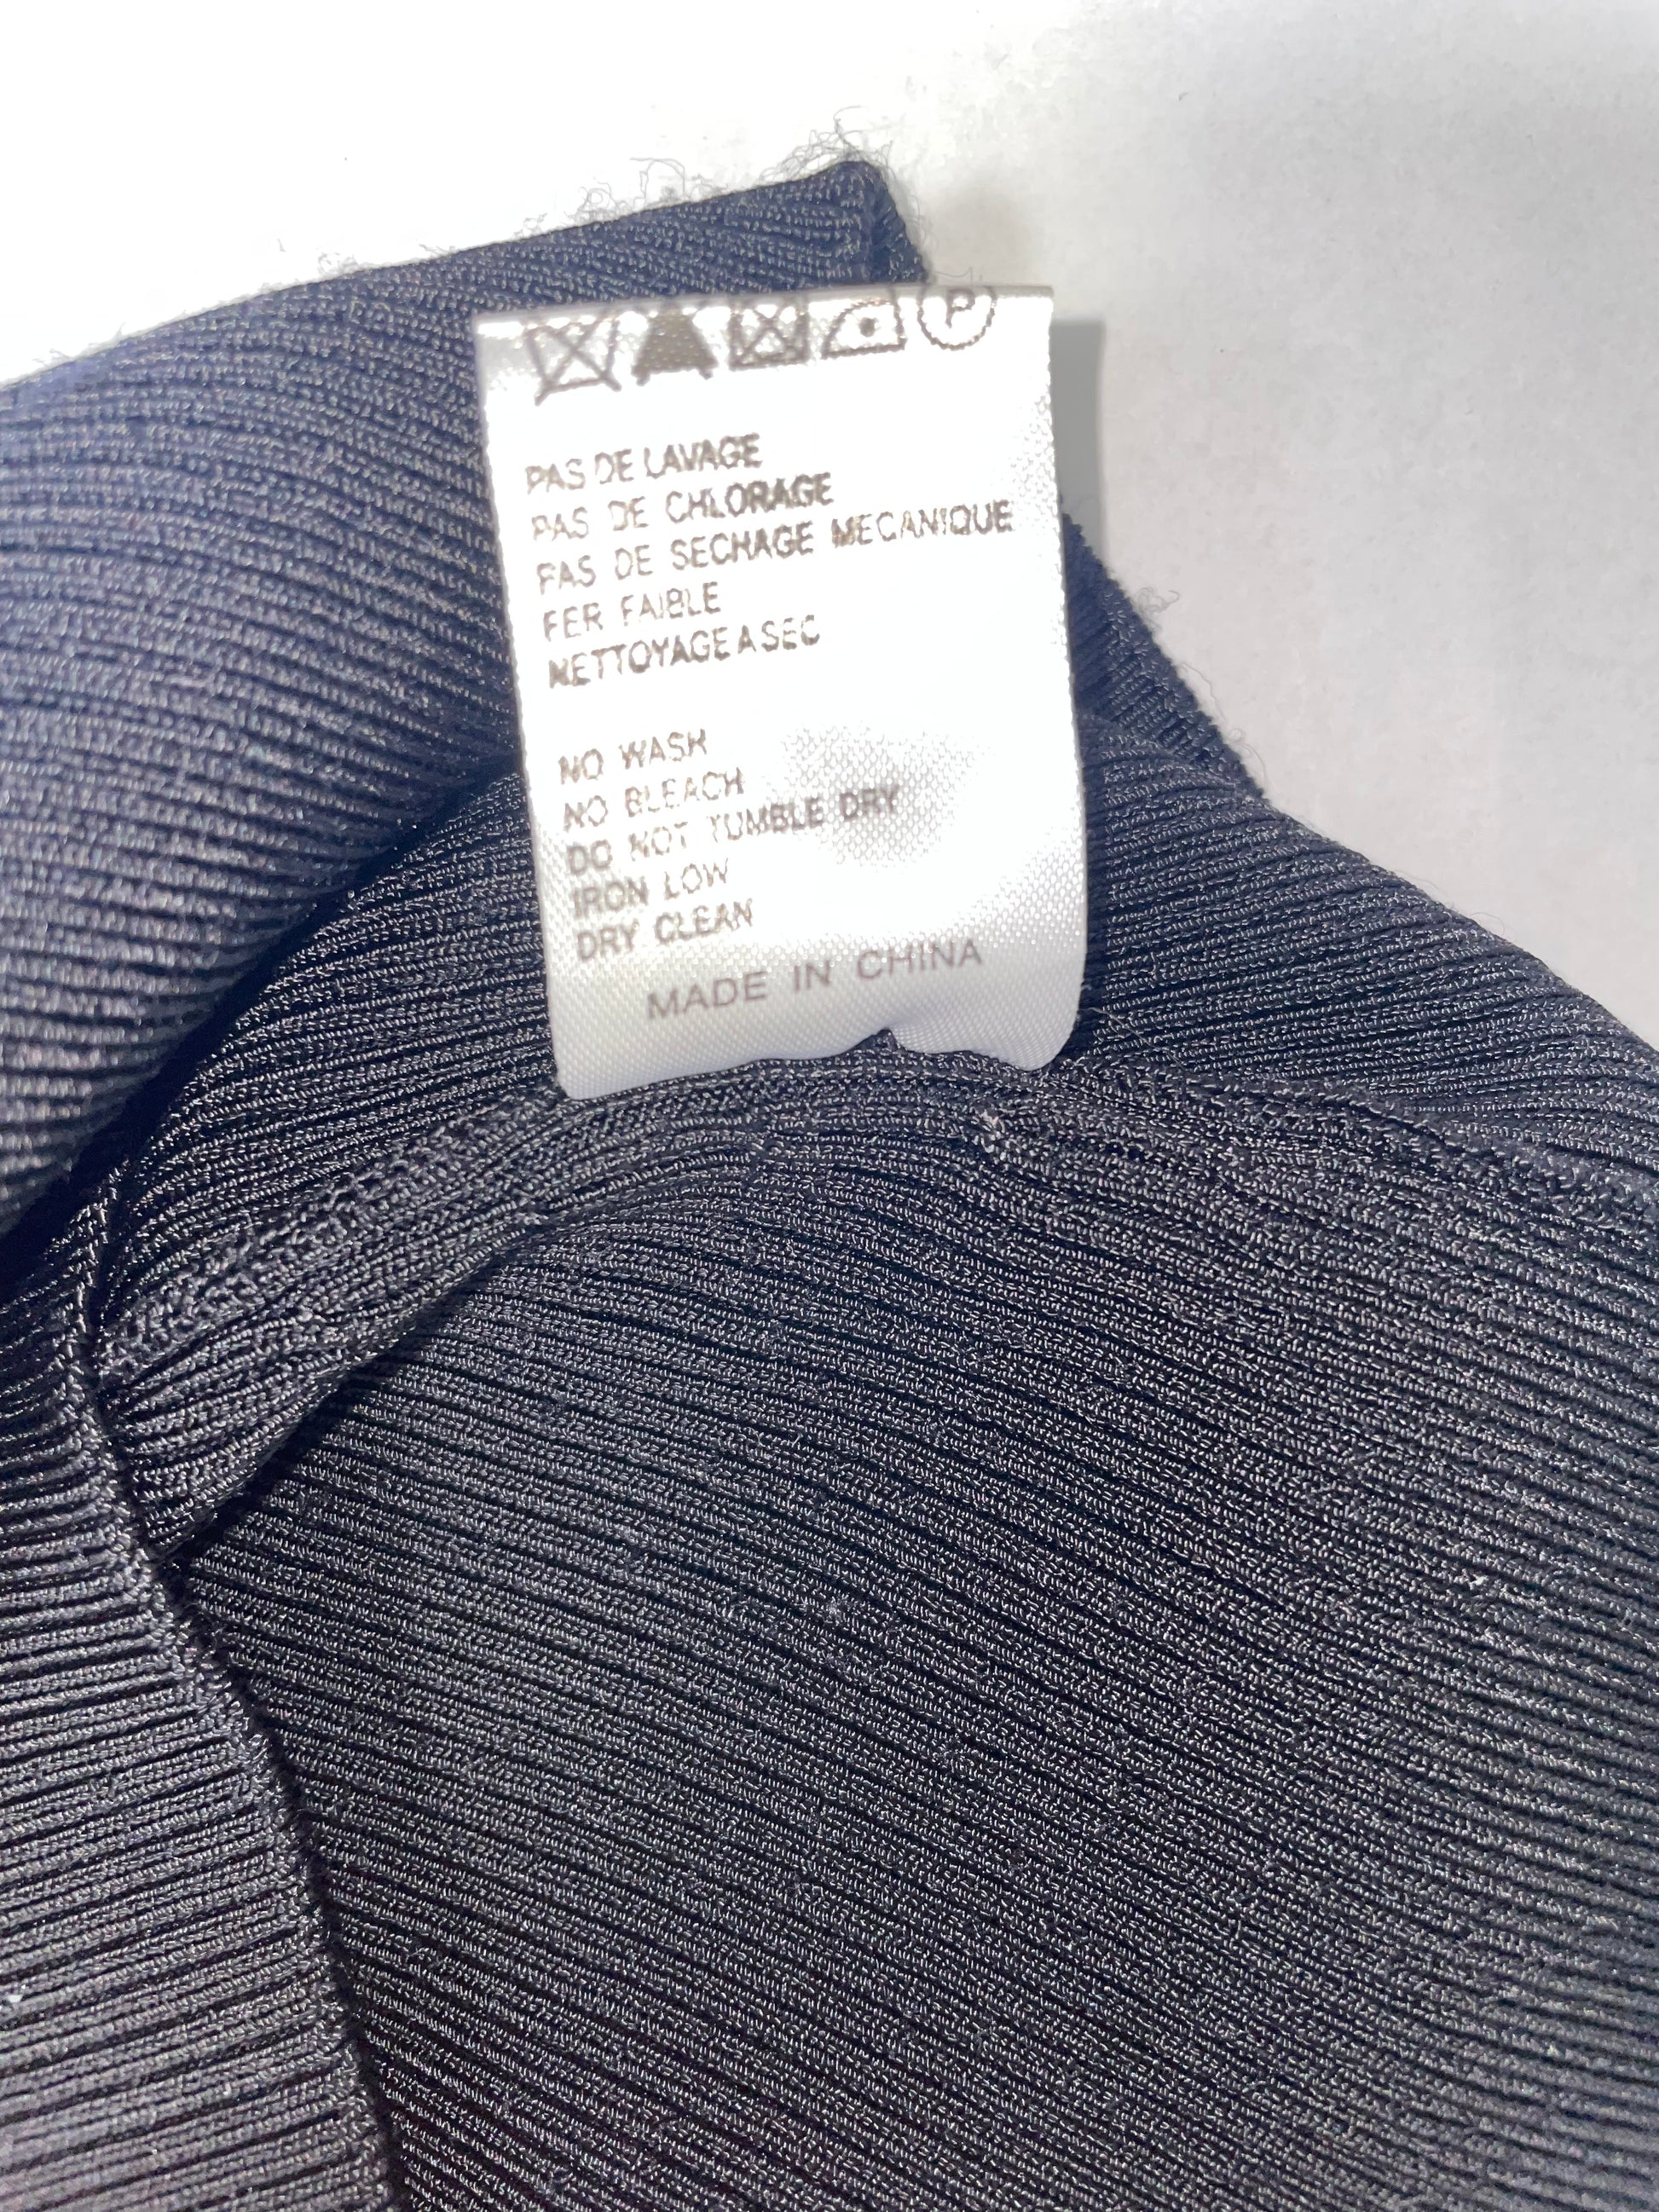 P
PAS DE LAVAGE
PAS DE CHLORAGE
PAS DE SECHAGE MECANIQUE
FER FAIBLE
NETTOYAGE A SEC
NO WASH
NO BLEACH
DO NOT TUMBLE DRY
IRON LOW
DRY CLEAN
MADE IN CHINA